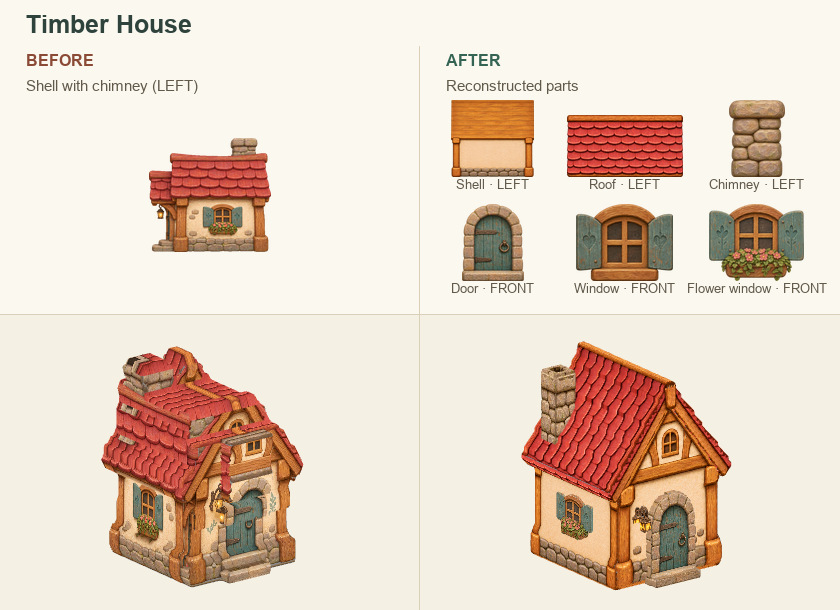 Timber House
BEFORE
Shell with chimney (LEFT)
AFTER
Reconstructed parts
Shell · LEFT
Roof · LEFT
Chimney · LEFT
Door · FRONT
Window · FRONT
Flower window · FRONT